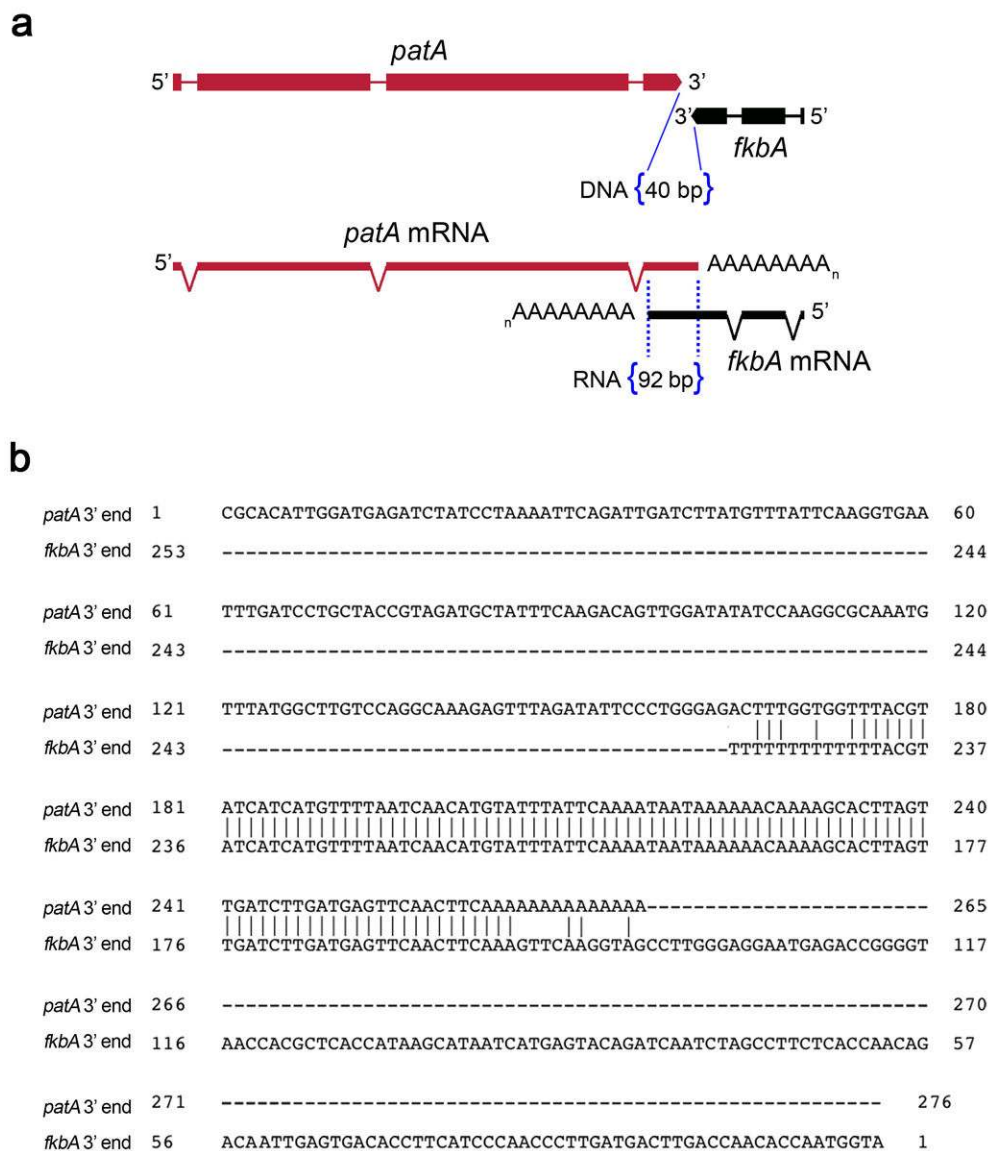 a
patA
5' 3'
3' 5'
fkbA
DNA {40 bp}
patA mRNA
5' AAAAAAAA n
n AAAAAAAA 5'
fkbA mRNA
RNA {92 bp}
b
patA 3' end 1 CGCACATTGGATGAGATCTATCCTAAAATTCAGATTGATCTTATGTTTATTCAAGGTGAA 60
fkbA 3' end 253 ------------------------------------------------------------ 244
patA 3' end 61 TTTGATCCTGCTACCGTAGATGCTATTTCAAGACAGTTGGATATATCCAAGGCGCAAATG 120
fkbA 3' end 243 ------------------------------------------------------------ 244
patA 3' end 121 TTTATGGCTTGTCCAGGCAAAGAGTTTAGATATTCCCTGGGAGACTTTGGTGGTTTACGT 180
fkbA 3' end 243 -------------------------------------------TTTTTTTTTTTTTACGT 237
patA 3' end 181 ATCATCATGTTTTAATCAACATGTATTTATTCAAAATAATAAAAAACAAAAGCACTTAGT 240
fkbA 3' end 236 ATCATCATGTTTTAATCAACATGTATTTATTCAAAATAATAAAAAACAAAAGCACTTAGT 177
patA 3' end 241 TGATCTTGATGAGTTCAACTTCAAAAAAAAAAAAAA------------------------ 265
fkbA 3' end 176 TGATCTTGATGAGTTCAACTTCAAAGTTCAAGGTAGCCTTGGGAGGAATGAGACCGGGGT 117
patA 3' end 266 ------------------------------------------------------------ 270
fkbA 3' end 116 AACCACGCTCACCATAAGCATAATCATGAGTACAGATCAATCTAGCCTTCTCACCAACAG 57
patA 3' end 271 -------------------------------------------------------- 276
fkbA 3' end 56 ACAATTGAGTGACACCTTCATCCCAACCCTTGATGACTTGACCAACACCAATGGTA 1